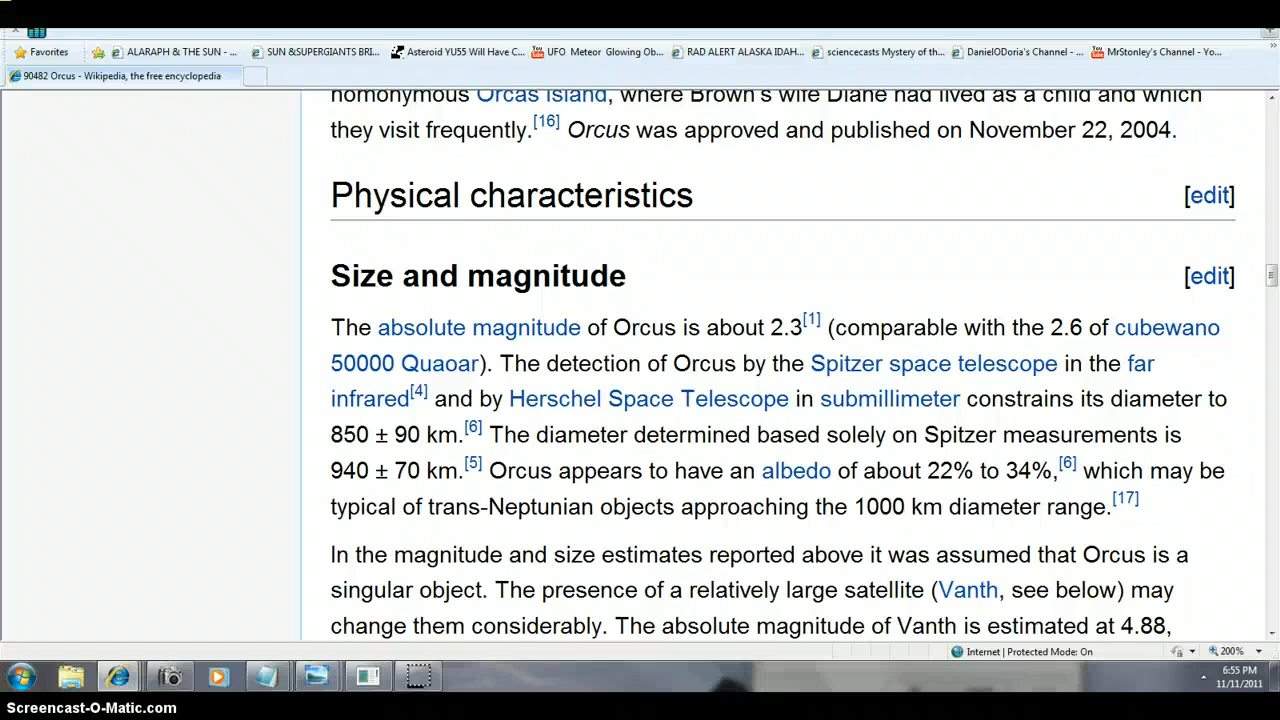 Favorites
ALARAPH & THE SUN - ...
SUN &SUPERGIANTS BRI...
Asteroid YU55 Will Have C...
You Tube
UFO Meteor Glowing Ob...
RAD ALERT ALASKA IDAH...
sciencecasts Mystery of th...
DanielODoria's Channel - ...
You Tube
MrStonley's Channel - Yo...
90482 Orcus - Wikipedia, the free encyclopedia
homonymous Orcas Island, where Brown's wife Diane had lived as a child and which
they visit frequently.[16] Orcus was approved and published on November 22, 2004.
Physical characteristics [edit]
Size and magnitude [edit]
The absolute magnitude of Orcus is about 2.3[1] (comparable with the 2.6 of cubewano
50000 Quaoar). The detection of Orcus by the Spitzer space telescope in the far
infrared[4] and by Herschel Space Telescope in submillimeter constrains its diameter to
850 ± 90 km.[6] The diameter determined based solely on Spitzer measurements is
940 ± 70 km.[5] Orcus appears to have an albedo of about 22% to 34%,[6] which may be
typical of trans-Neptunian objects approaching the 1000 km diameter range.[17]
In the magnitude and size estimates reported above it was assumed that Orcus is a
singular object. The presence of a relatively large satellite (Vanth, see below) may
change them considerably. The absolute magnitude of Vanth is estimated at 4.88,
Internet | Protected Mode: On
200%
6:55 PM
11/11/2011
Screencast-O-Matic.com